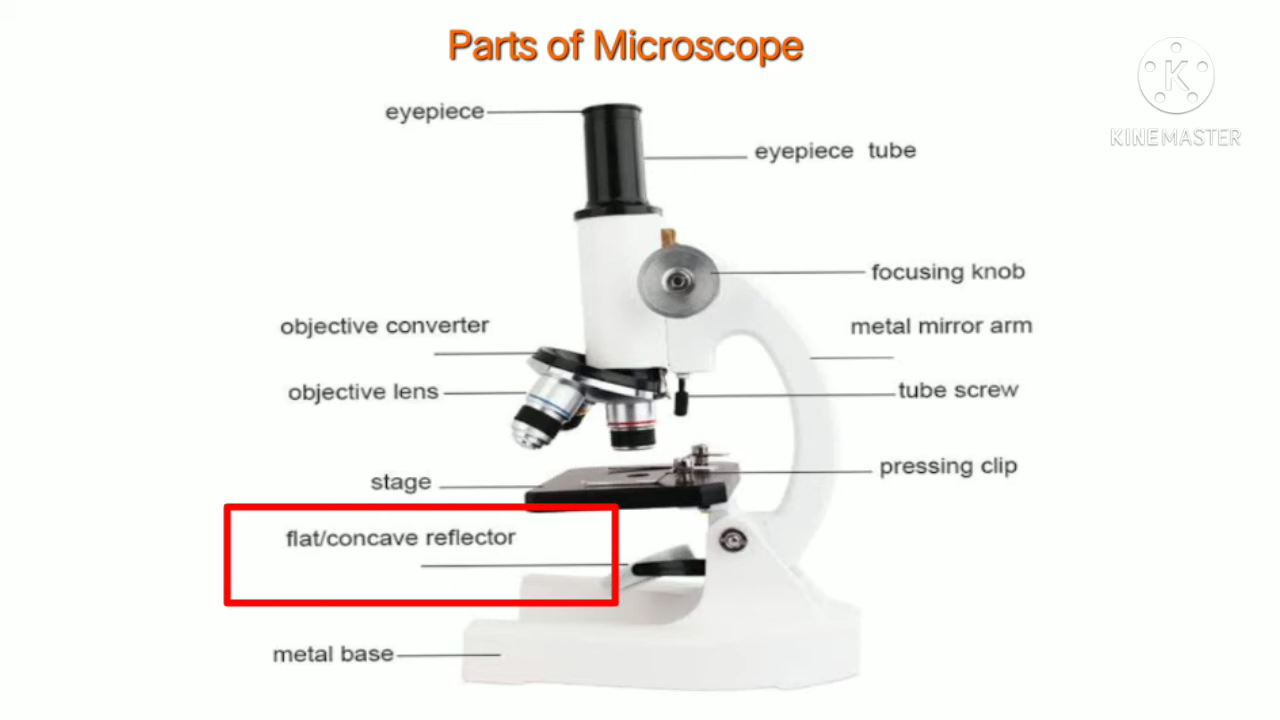 Parts of Microscope
K
KINEMASTER
eyepiece
eyepiece tube
focusing knob
objective converter
metal mirror arm
objective lens
tube screw
pressing clip
stage
flat/concave reflector
metal base